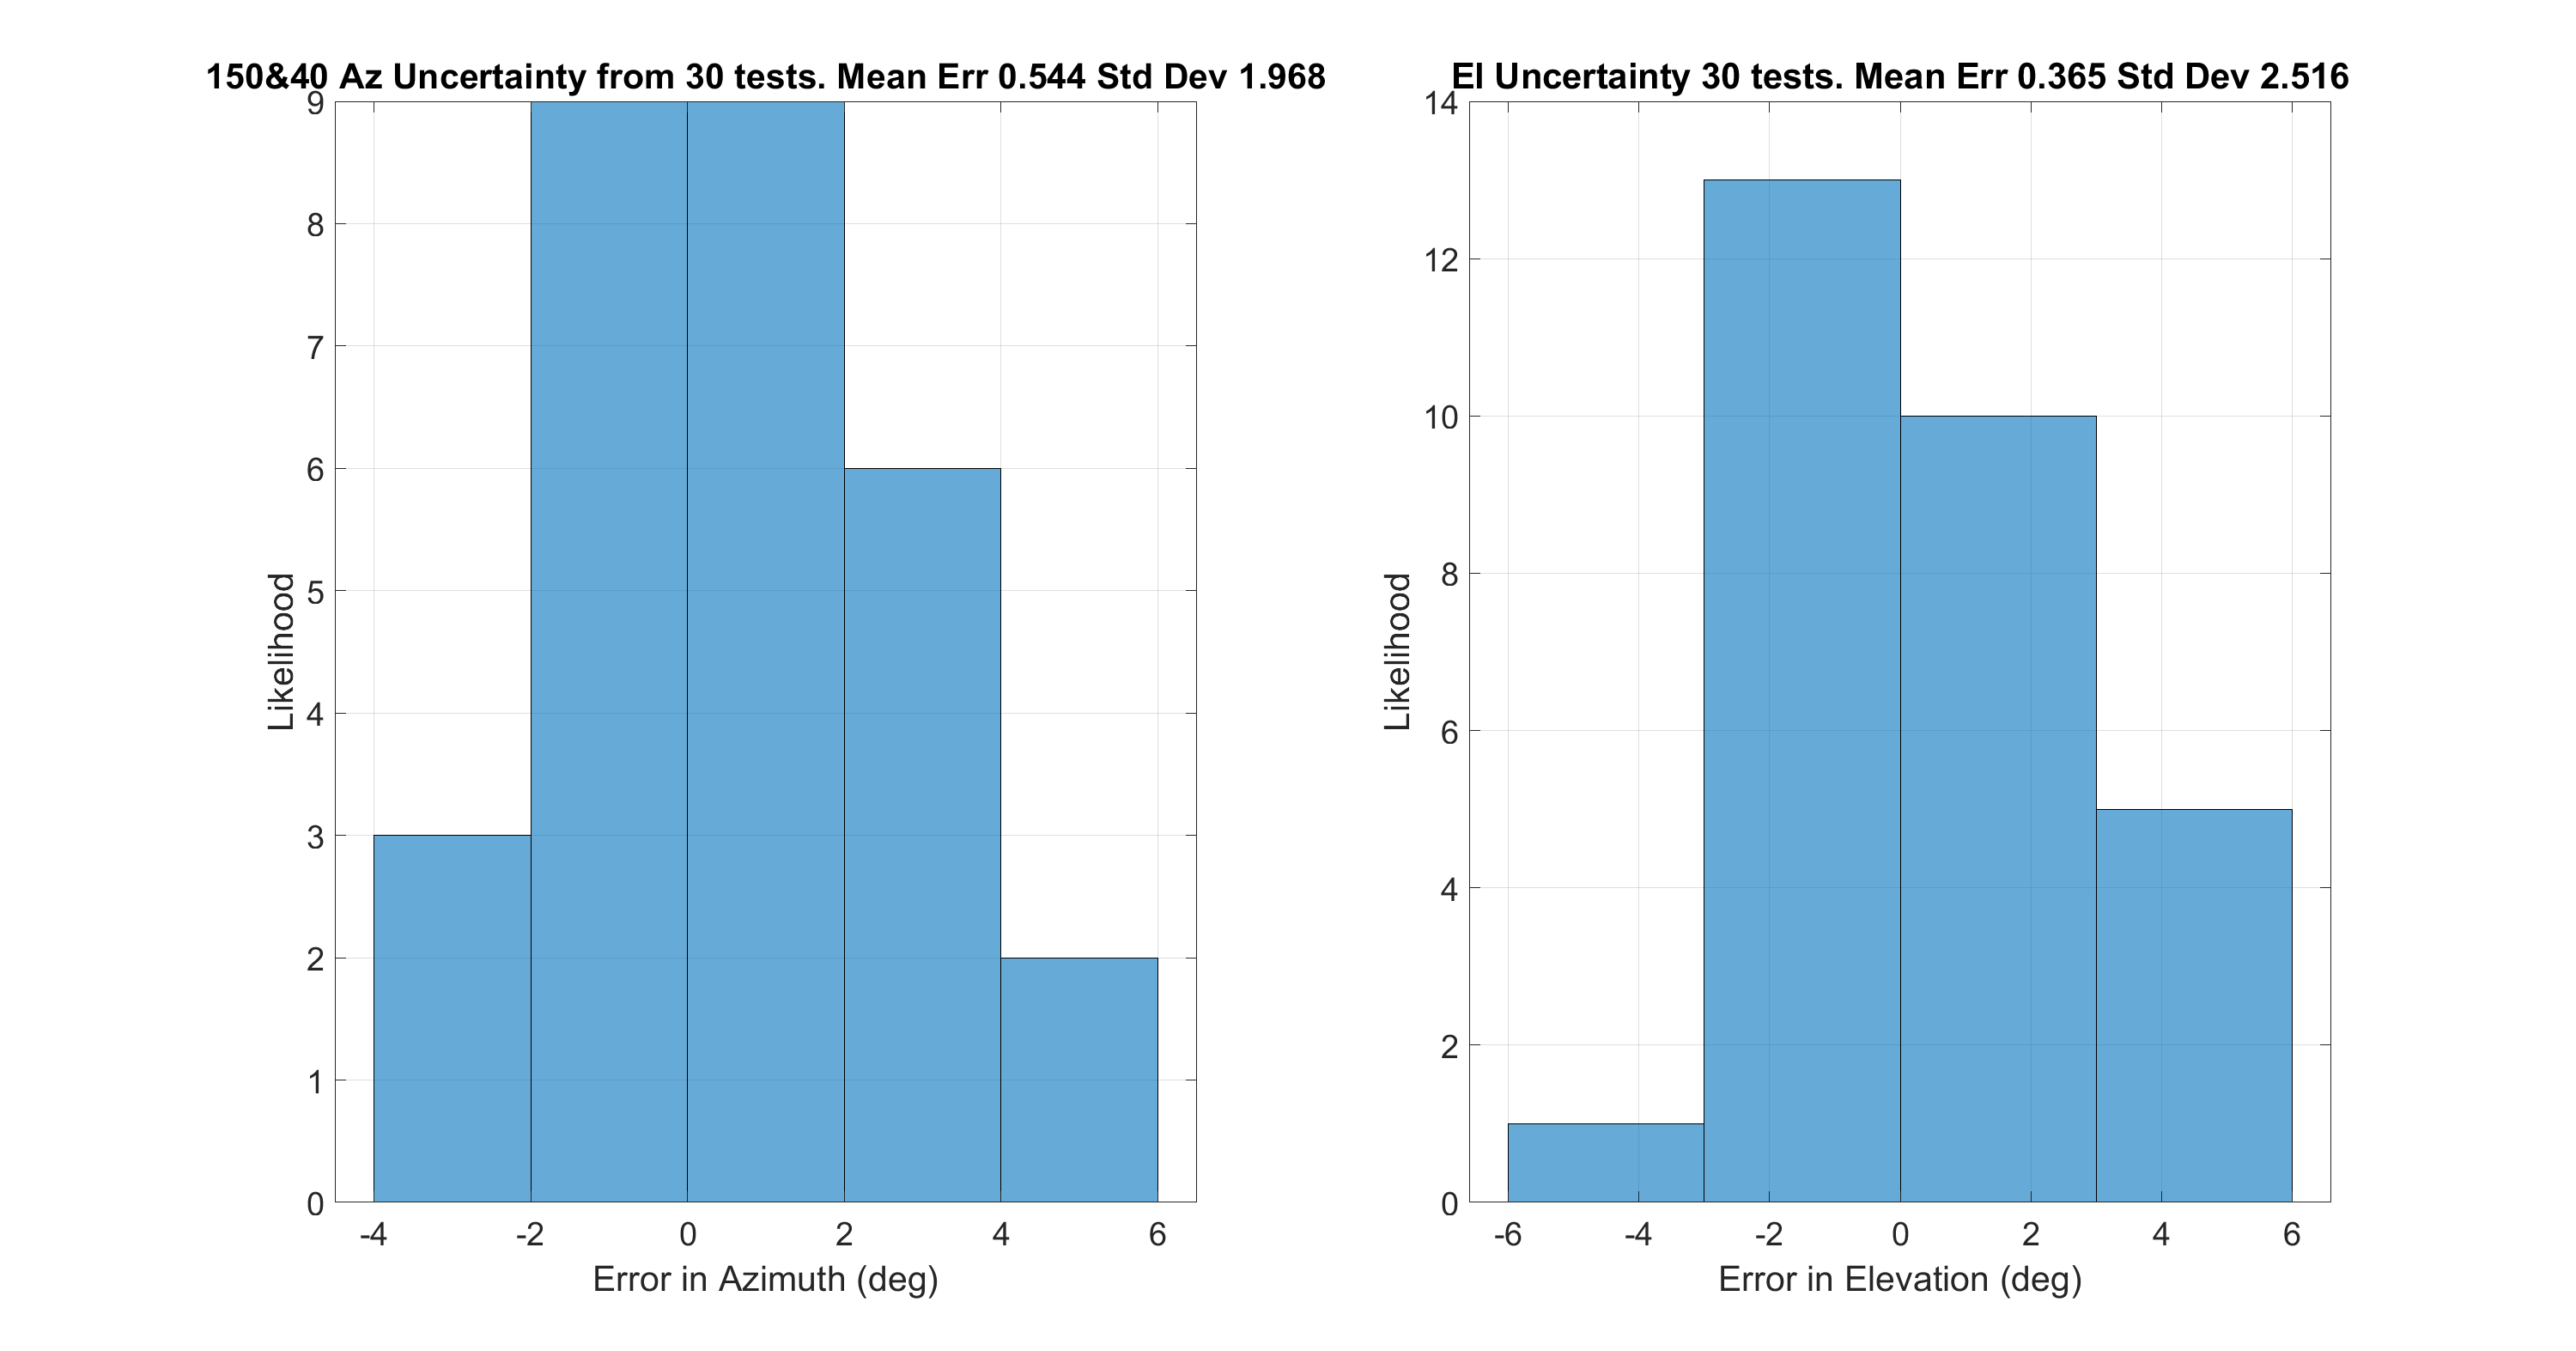 150&40 Az Uncertainty from 30 tests. Mean Err 0.544 Std Dev 1.968
9
8
7
6
5
4
3
2
1
0
Likelihood
-4 -2 0 2 4 6
Error in Azimuth (deg)
El Uncertainty 30 tests. Mean Err 0.365 Std Dev 2.516
14
12
10
8
6
4
2
0
Likelihood
-6 -4 -2 0 2 4 6
Error in Elevation (deg)